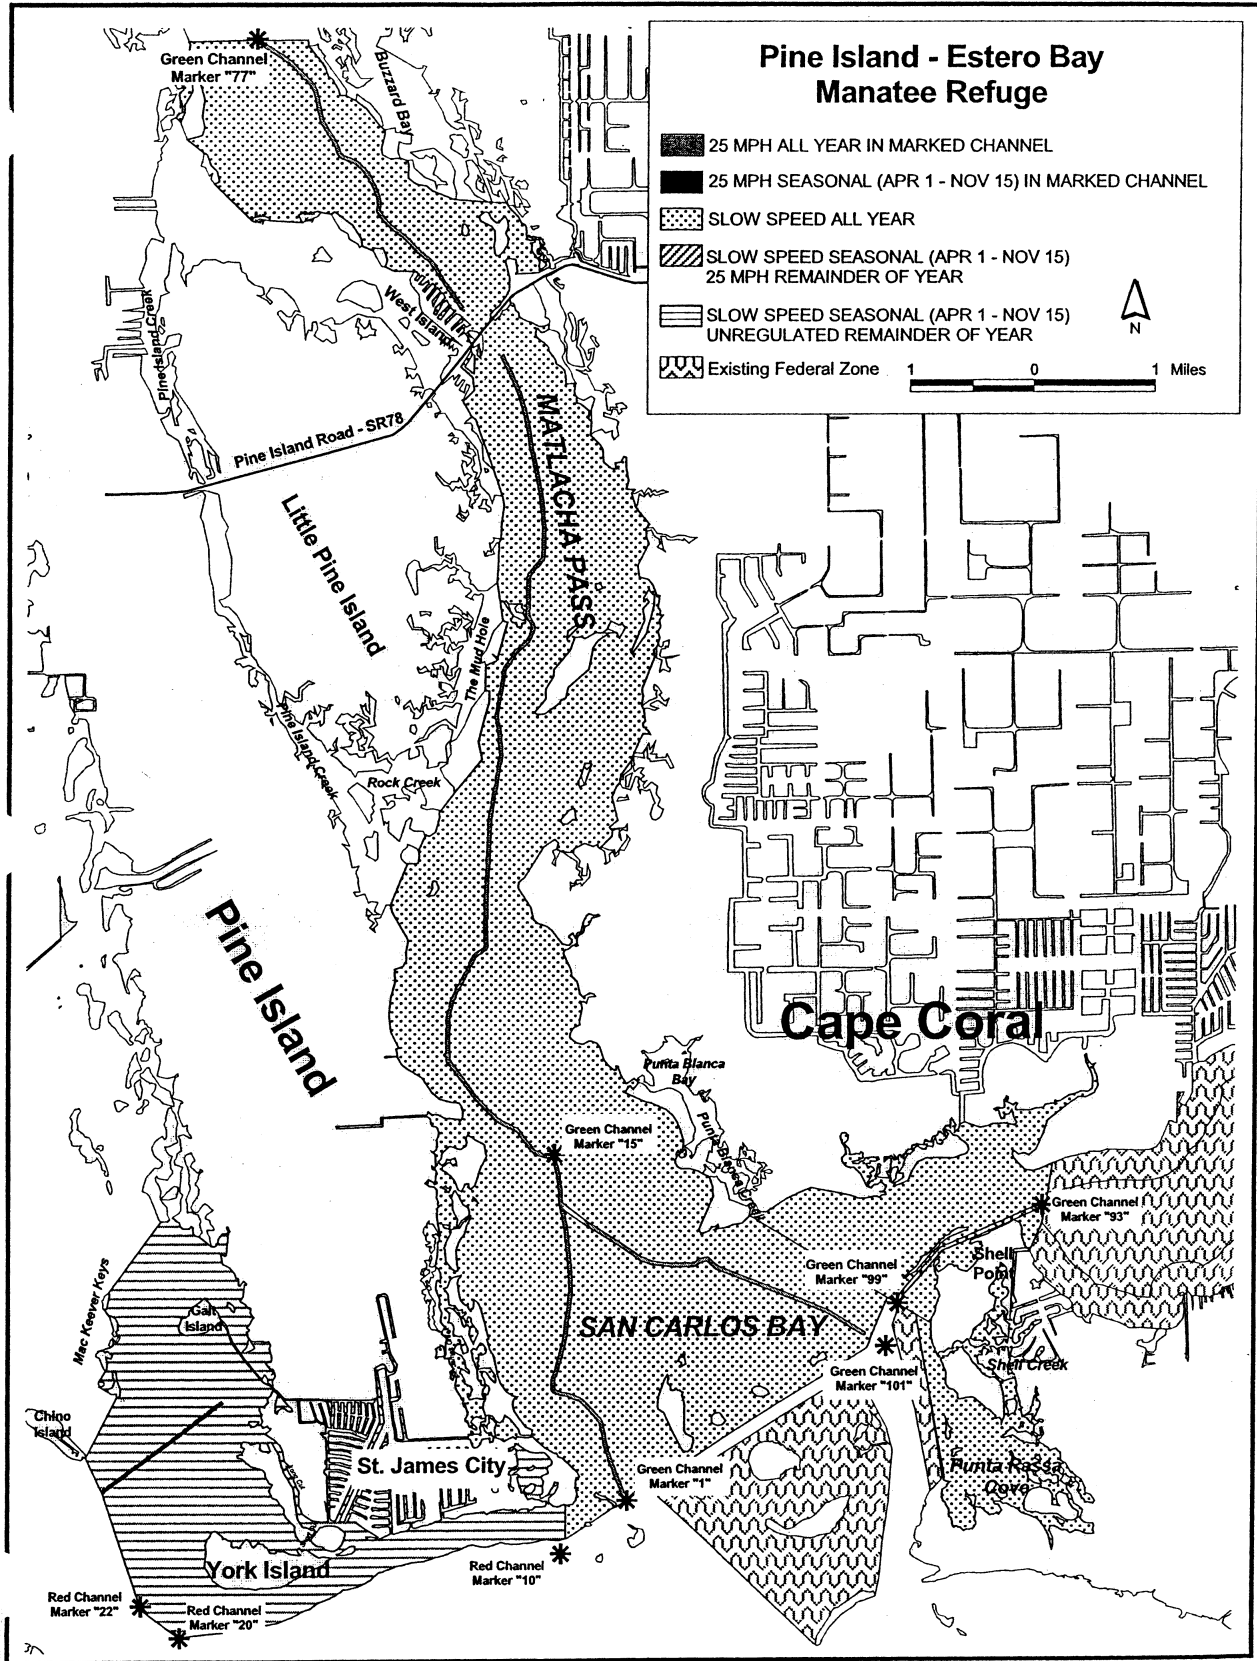 Pine Island - Estero Bay
Manatee Refuge
25 MPH ALL YEAR IN MARKED CHANNEL
25 MPH SEASONAL (APR 1 - NOV 15) IN MARKED CHANNEL
SLOW SPEED ALL YEAR
SLOW SPEED SEASONAL (APR 1 - NOV 15)
25 MPH REMAINDER OF YEAR
SLOW SPEED SEASONAL (APR 1 - NOV 15)
UNREGULATED REMAINDER OF YEAR
Existing Federal Zone
N
1 0 1 Miles
Green Channel
Marker "77"
Buzzard Bay
West Island
Pine Island Creek
Pine Island Road - SR78
MATLACHA PASS
Little Pine Island
The Mud Hole
Pine Island Creek
Rock Creek
Pine Island
Cape Coral
Punta Blanca
Bay
Punta Blanca Creek
Green Channel
Marker "15"
Green Channel
Marker "93"
Green Channel
Marker "99"
Shell
Point
Mac Keever Keys
Galt
Island
SAN CARLOS BAY
Shell Creek
Green Channel
Marker "101"
Chino
Island
St. James City
Green Channel
Marker "1"
Punta Rassa
Cove
York Island
Red Channel
Marker "10"
Red Channel
Marker "22"
Red Channel
Marker "20"